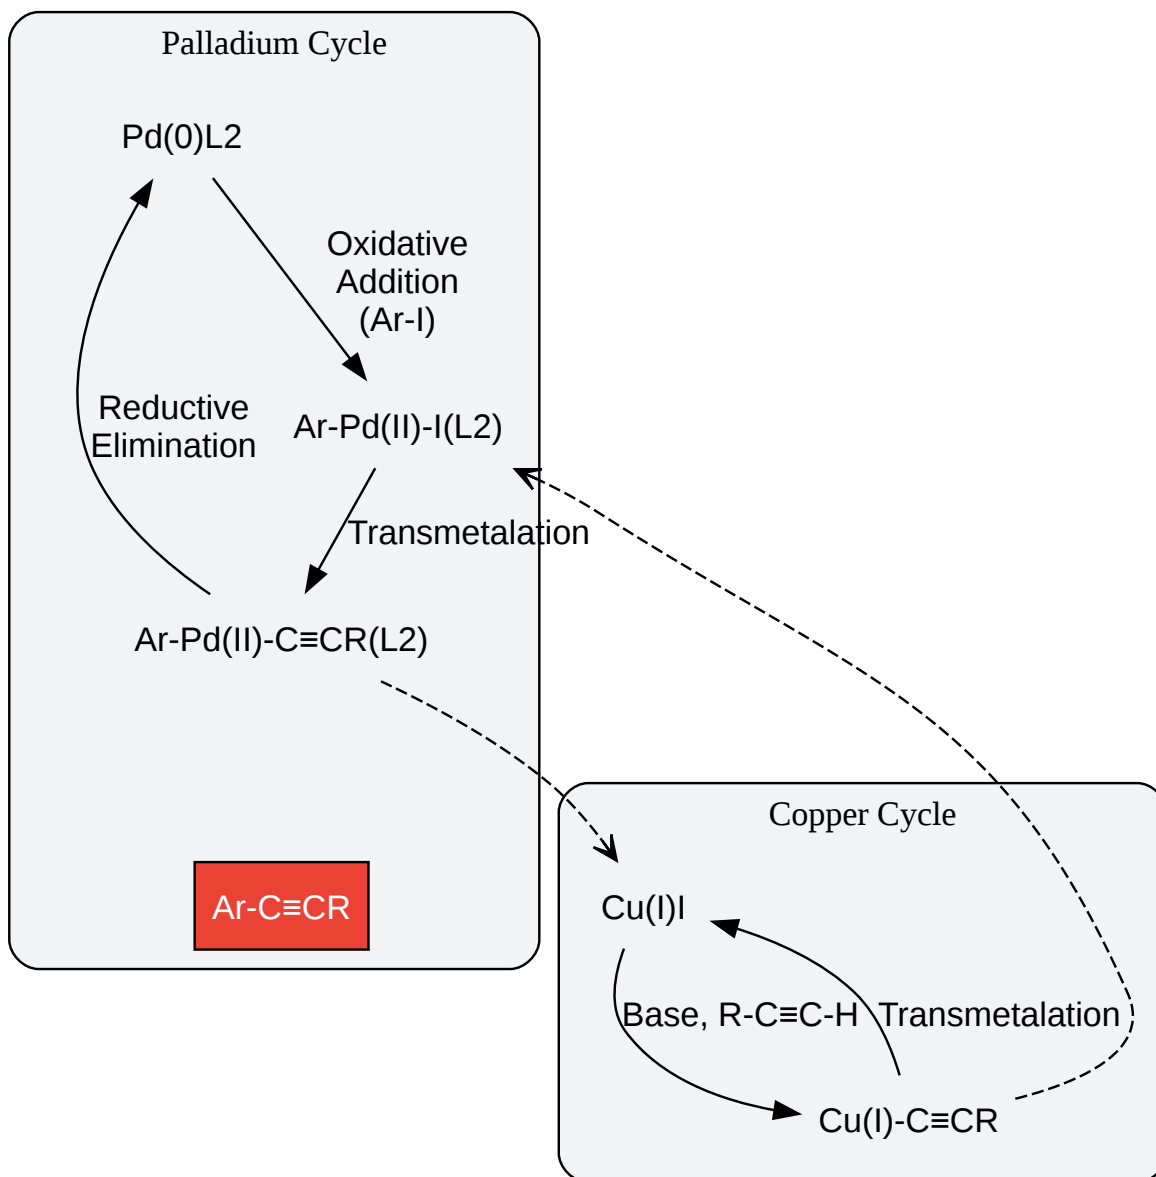 Palladium Cycle
Pd(0)L2
Oxidative
Addition
(Ar-I)
Reductive
Elimination
Ar-Pd(II)-I(L2)
Transmetalation
Ar-Pd(II)-C≡CR(L2)
Ar-C≡CR
Copper Cycle
Cu(I)I
Base, R-C≡C-H
Transmetalation
Cu(I)-C≡CR